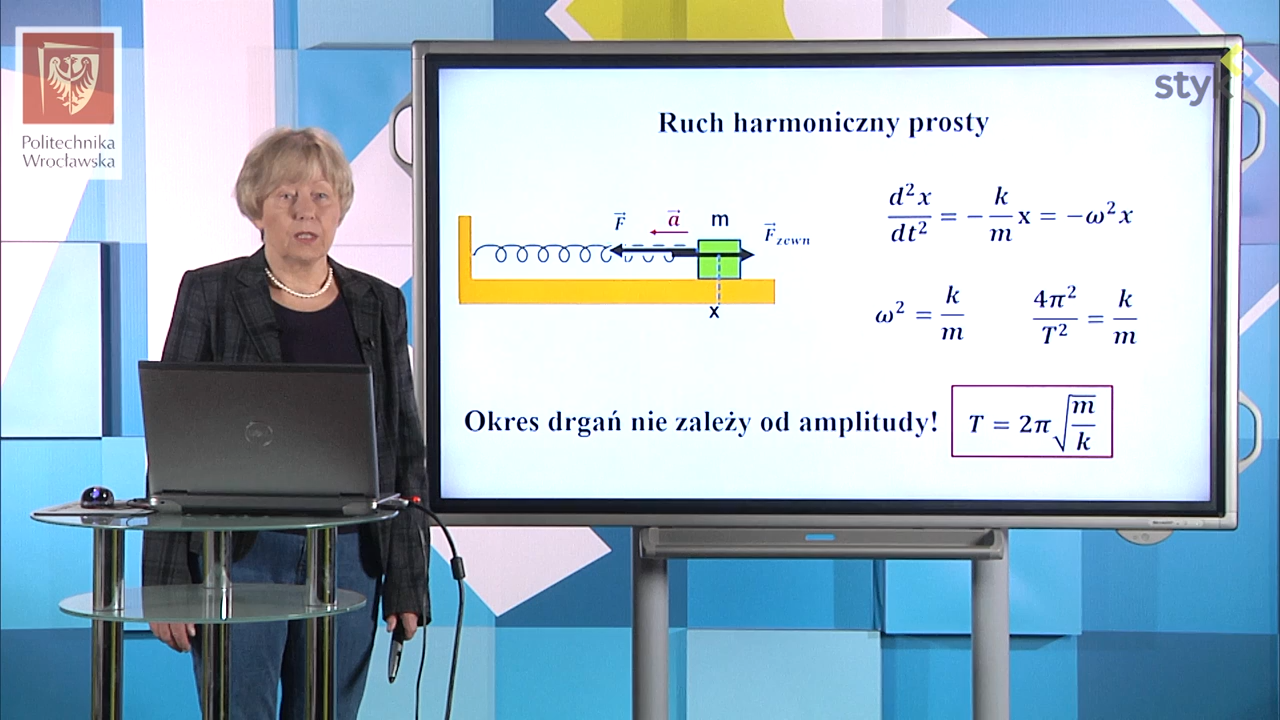 Politechnika
Wrocławska
styk
Ruch harmoniczny prosty
F⃗ a⃗ m F⃗zewn
x
d²x/dt² = −k/m x = −ω²x
ω² = k/m 4π²/T² = k/m
Okres drgań nie zależy od amplitudy! T = 2π√(m/k)